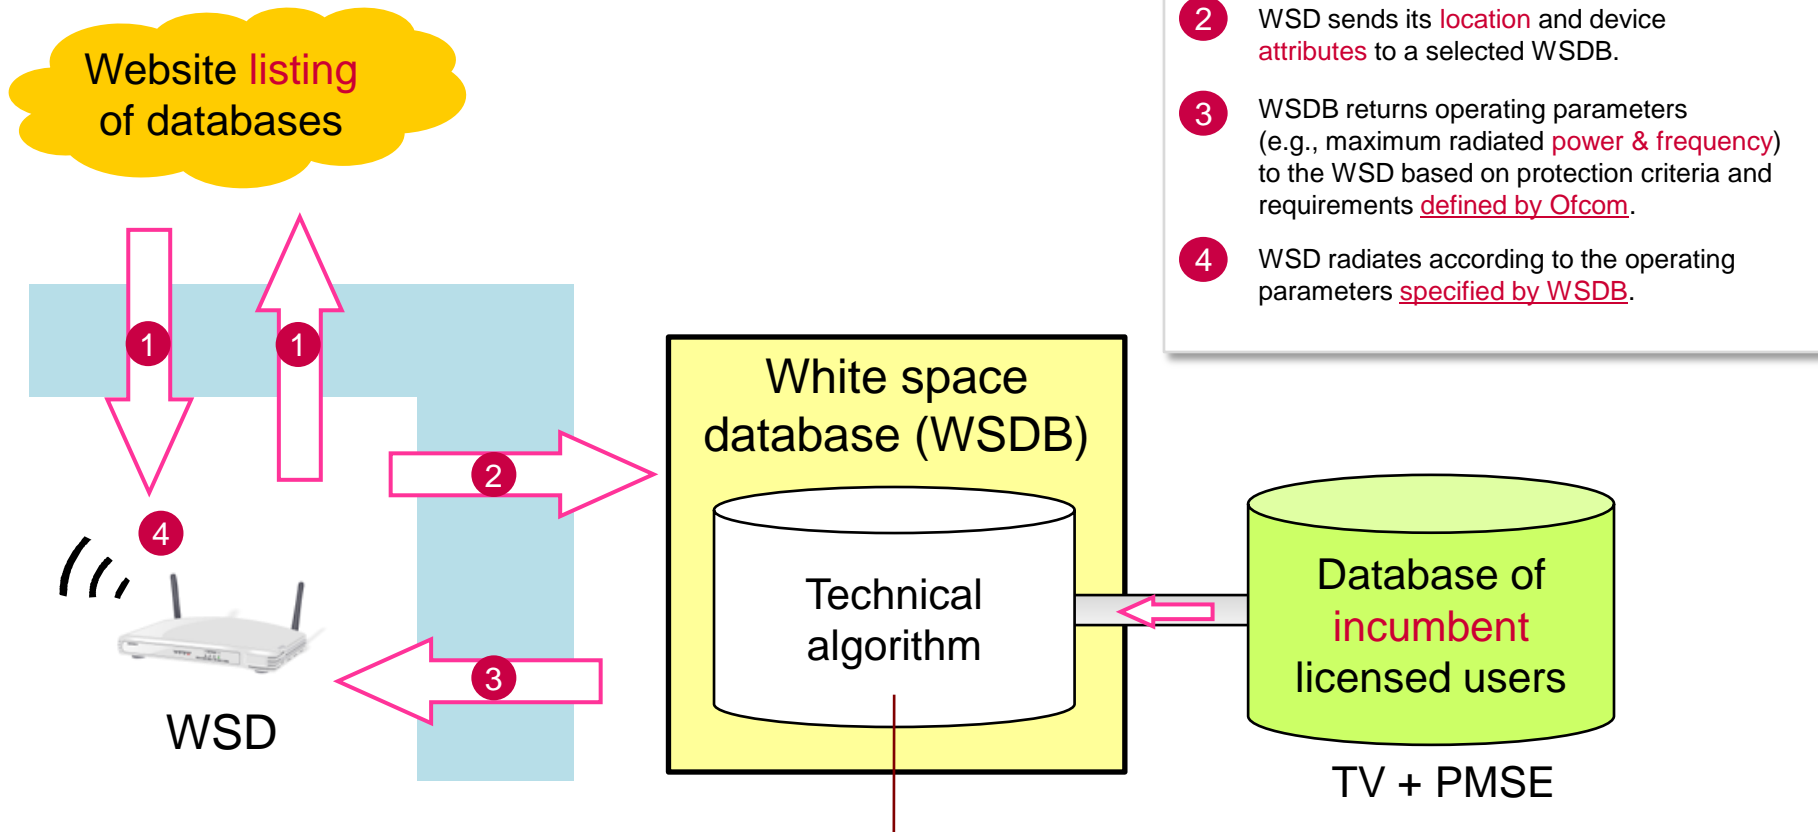 Website listing
of databases
2
WSD sends its location and device
attributes to a selected WSDB.
3
WSDB returns operating parameters
(e.g., maximum radiated power & frequency)
to the WSD based on protection criteria and
requirements defined by Ofcom.
4
WSD radiates according to the operating
parameters specified by WSDB.
1
1
2
3
4
WSD
White space
database (WSDB)
Technical
algorithm
Database of
incumbent
licensed users
TV + PMSE